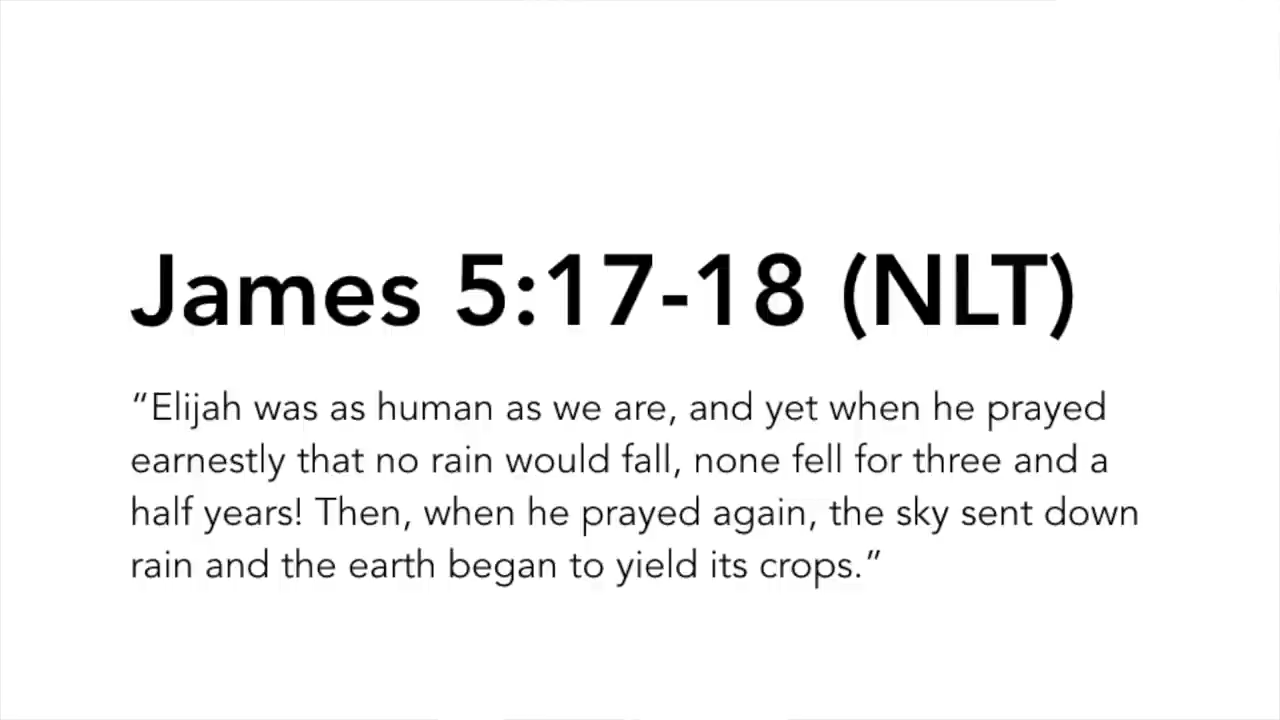 James 5:17-18 (NLT)
“Elijah was as human as we are, and yet when he prayed
earnestly that no rain would fall, none fell for three and a
half years! Then, when he prayed again, the sky sent down
rain and the earth began to yield its crops.”